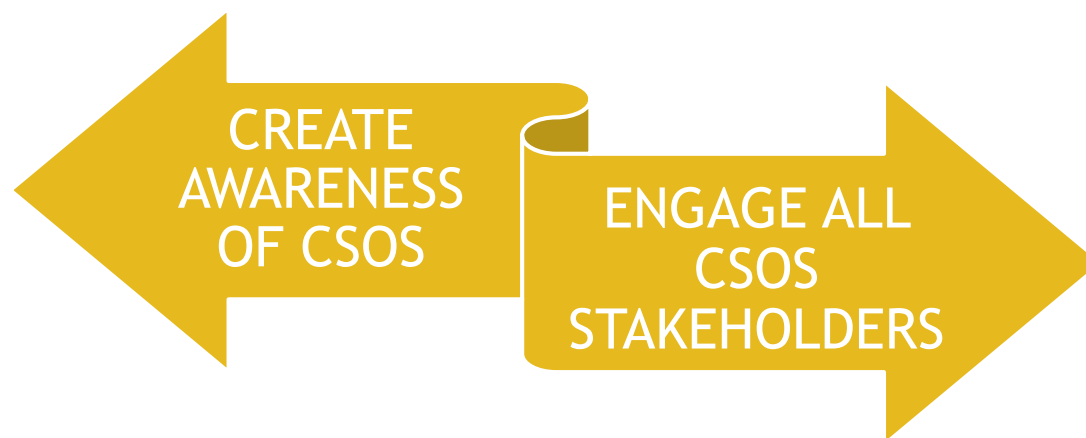 CREATE
AWARENESS
OF CSOS
ENGAGE ALL
CSOS
STAKEHOLDERS